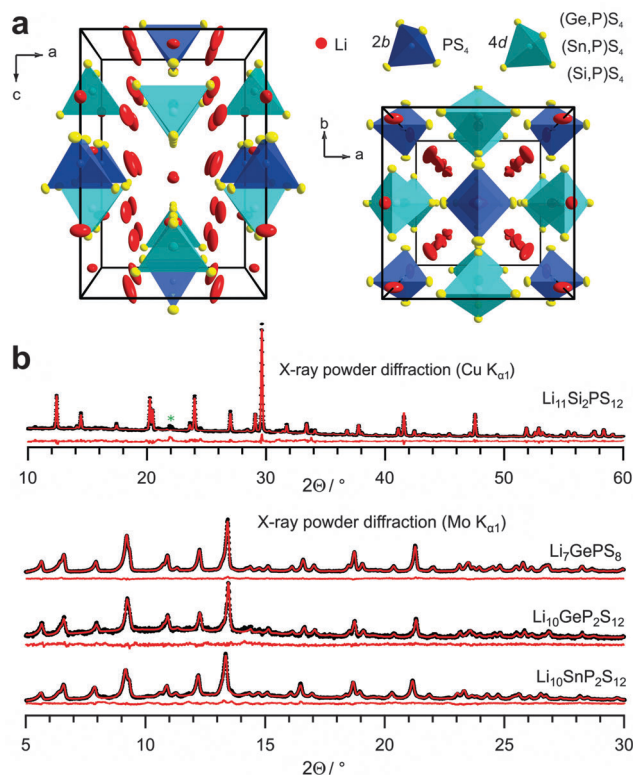 a
a
c
Li
2b
PS₄
4d
(Ge,P)S₄
(Sn,P)S₄
(Si,P)S₄
b
a
b
X-ray powder diffraction (Cu Kα1)
Li₁₁Si₂PS₁₂
*
10 20 30 40 50 60
2Θ / °
X-ray powder diffraction (Mo Kα1)
Li₇GePS₈
Li₁₀GeP₂S₁₂
Li₁₀SnP₂S₁₂
5 10 15 20 25 30
2Θ / °